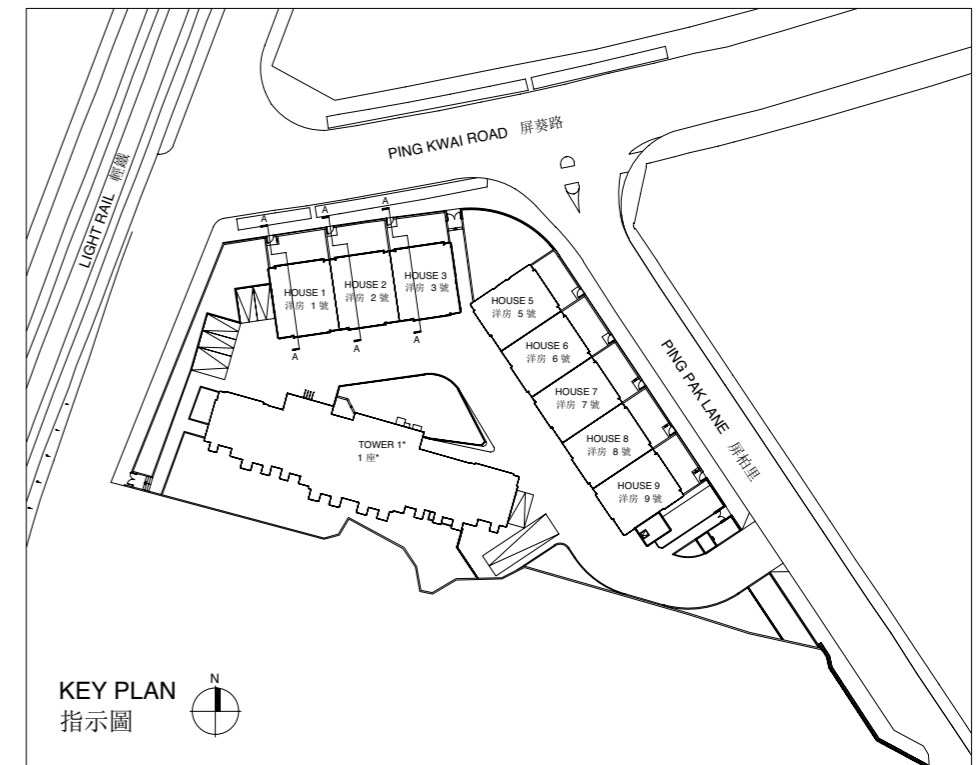 PING KWAI ROAD 屏葵路
LIGHT RAIL 輕鐵
A
A
A
HOUSE 1
洋房 1 號
HOUSE 2
洋房 2 號
HOUSE 3
洋房 3 號
A
A
A
HOUSE 5
洋房 5 號
HOUSE 6
洋房 6 號
HOUSE 7
洋房 7 號
HOUSE 8
洋房 8 號
HOUSE 9
洋房 9 號
PING PAK LANE 屏柏里
TOWER 1*
1 座*
KEY PLAN
指示圖
N